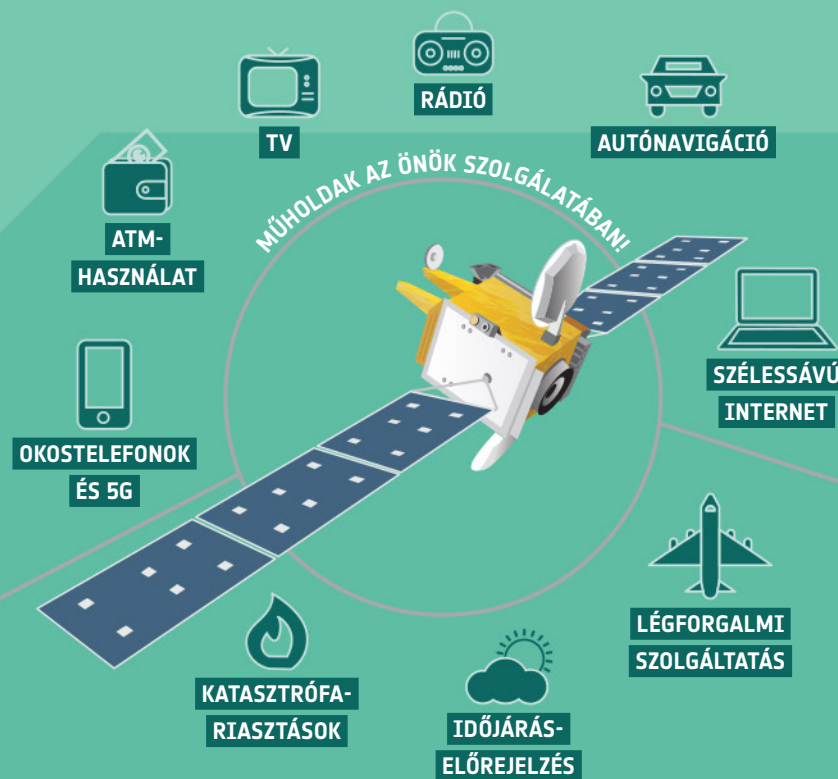 RÁDIÓ
TV
AUTÓNAVIGÁCIÓ
MŰHOLDAK AZ ÖNÖK SZOLGÁLATÁBAN!
ATM-
HASZNÁLAT
SZÉLESSÁVÚ
INTERNET
OKOSTELEFONOK
ÉS 5G
LÉGFORGALMI
SZOLGÁLTATÁS
KATASZTRÓFA-
RIASZTÁSOK
IDŐJÁRÁS-
ELŐREJELZÉS